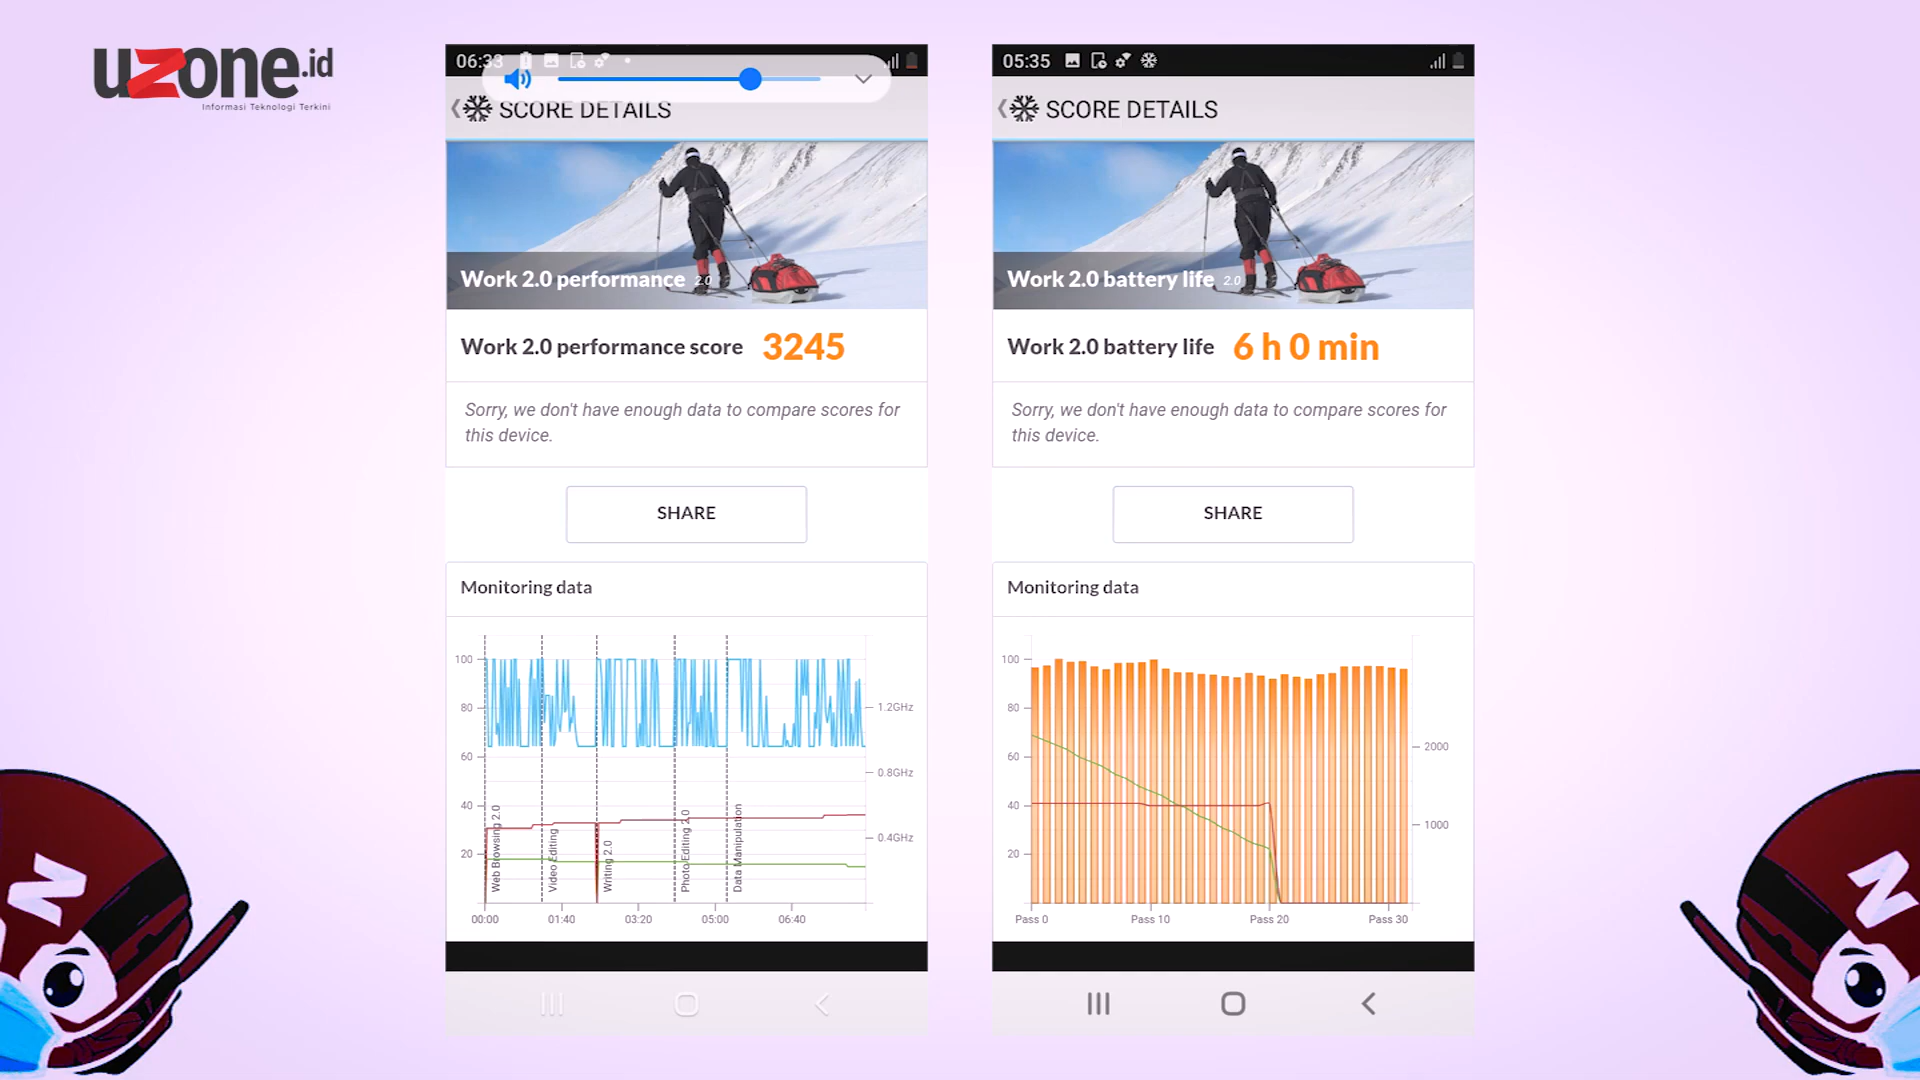 uzone.id
Informasi Teknologi Terkini
06:33
SCORE DETAILS
Work 2.0 performance 2.0
Work 2.0 performance score 3245
Sorry, we don't have enough data to compare scores for
this device.
SHARE
Monitoring data
100
80
60
40
20
1.2GHz
0.8GHz
0.4GHz
Web Browsing 2.0
Video Editing
Writing 2.0
Photo Editing 2.0
Data Manipulation
00:00 01:40 03:20 05:00 06:40
05:35
SCORE DETAILS
Work 2.0 battery life 2.0
Work 2.0 battery life 6 h 0 min
Sorry, we don't have enough data to compare scores for
this device.
SHARE
Monitoring data
100
80
60
40
20
2000
1000
Pass 0 Pass 10 Pass 20 Pass 30
N
N